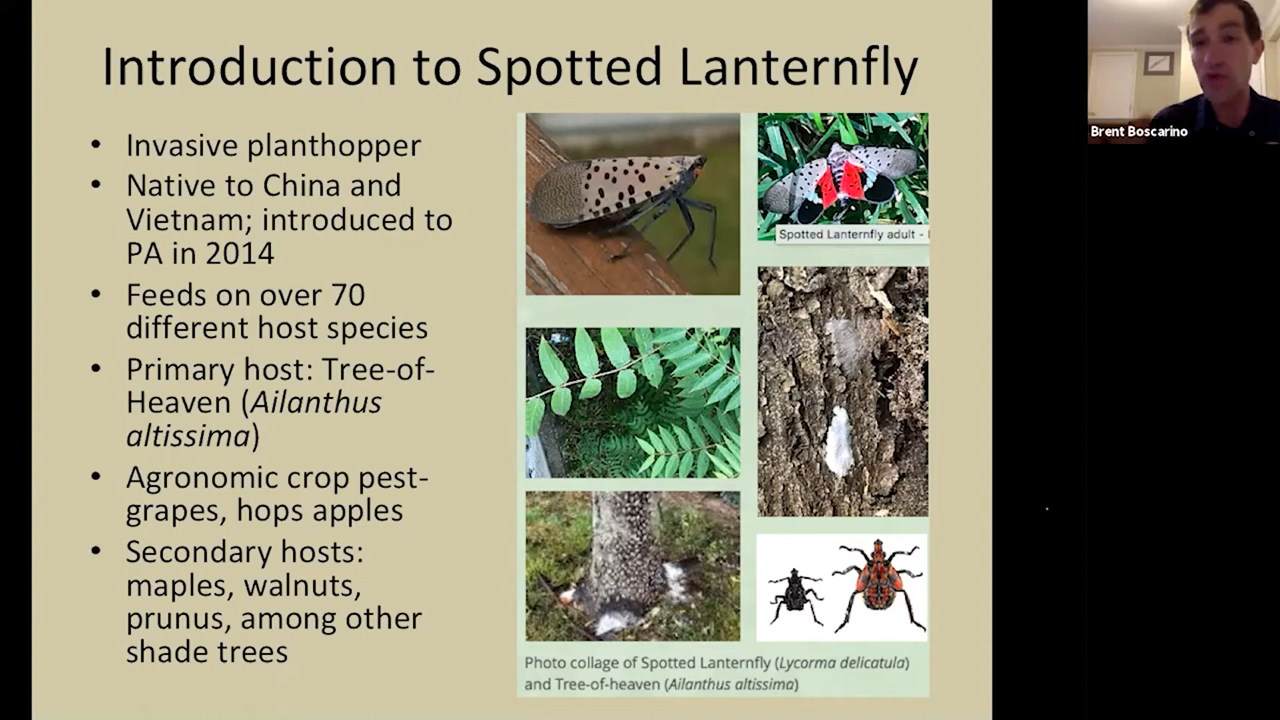 Introduction to Spotted Lanternfly
• Invasive planthopper
• Native to China and
Vietnam; introduced to
PA in 2014
• Feeds on over 70
different host species
• Primary host: Tree-of-
Heaven (Ailanthus
altissima)
• Agronomic crop pest-
grapes, hops apples
• Secondary hosts:
maples, walnuts,
prunus, among other
shade trees
Spotted Lanternfly adult -
Photo collage of Spotted Lanternfly (Lycorma delicatula)
and Tree-of-heaven (Ailanthus altissima)
Brent Boscarino